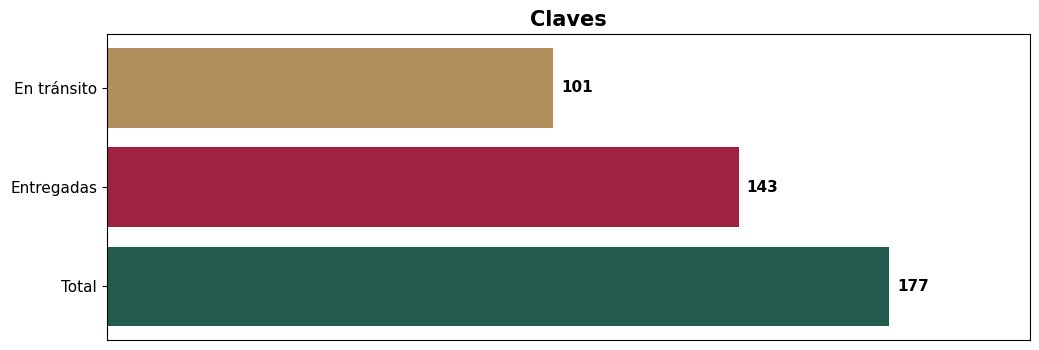 Claves
En tránsito 101
Entregadas 143
Total 177